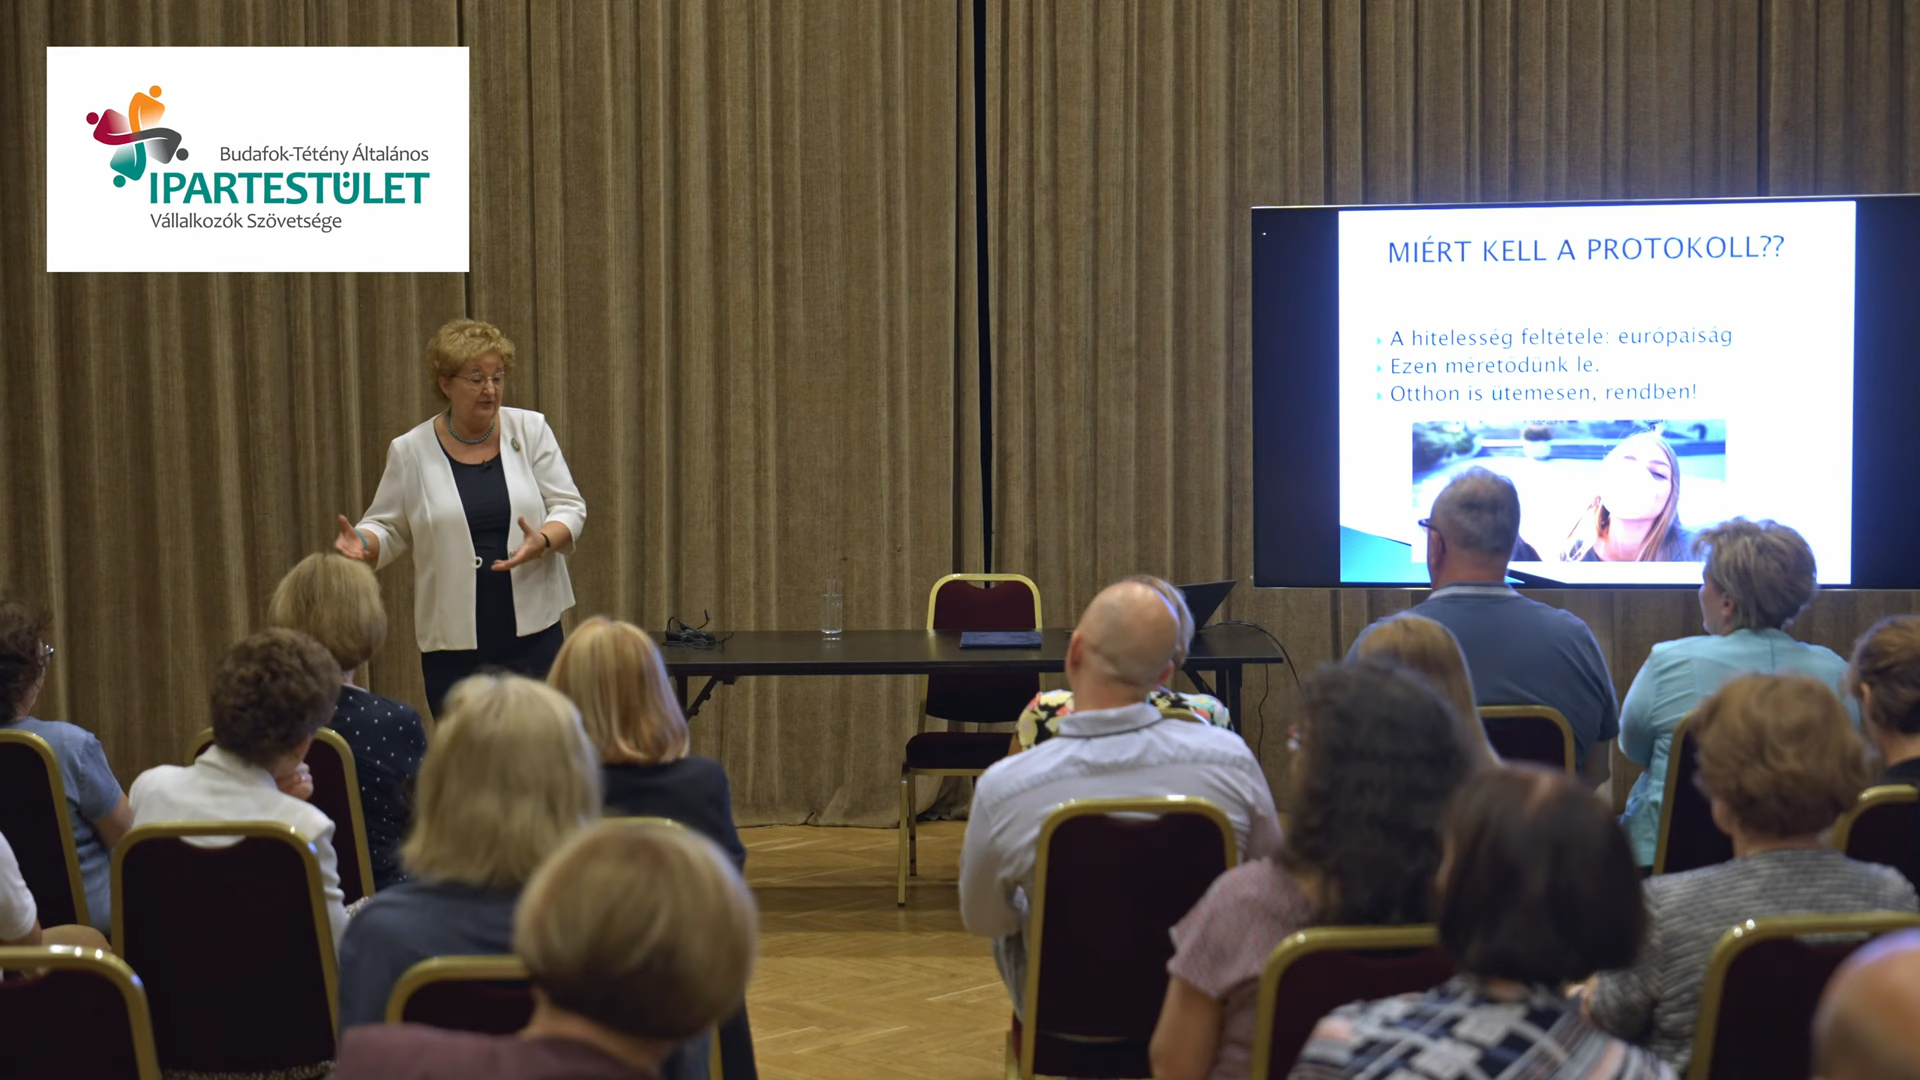 Budafok-Tétény Általános
IPARTESTÜLET
Vállalkozók Szövetsége
MIÉRT KELL A PROTOKOLL??
A hitelesség feltétele: európaiság
Ezen méretődünk le.
Otthon is ütemesen, rendben!